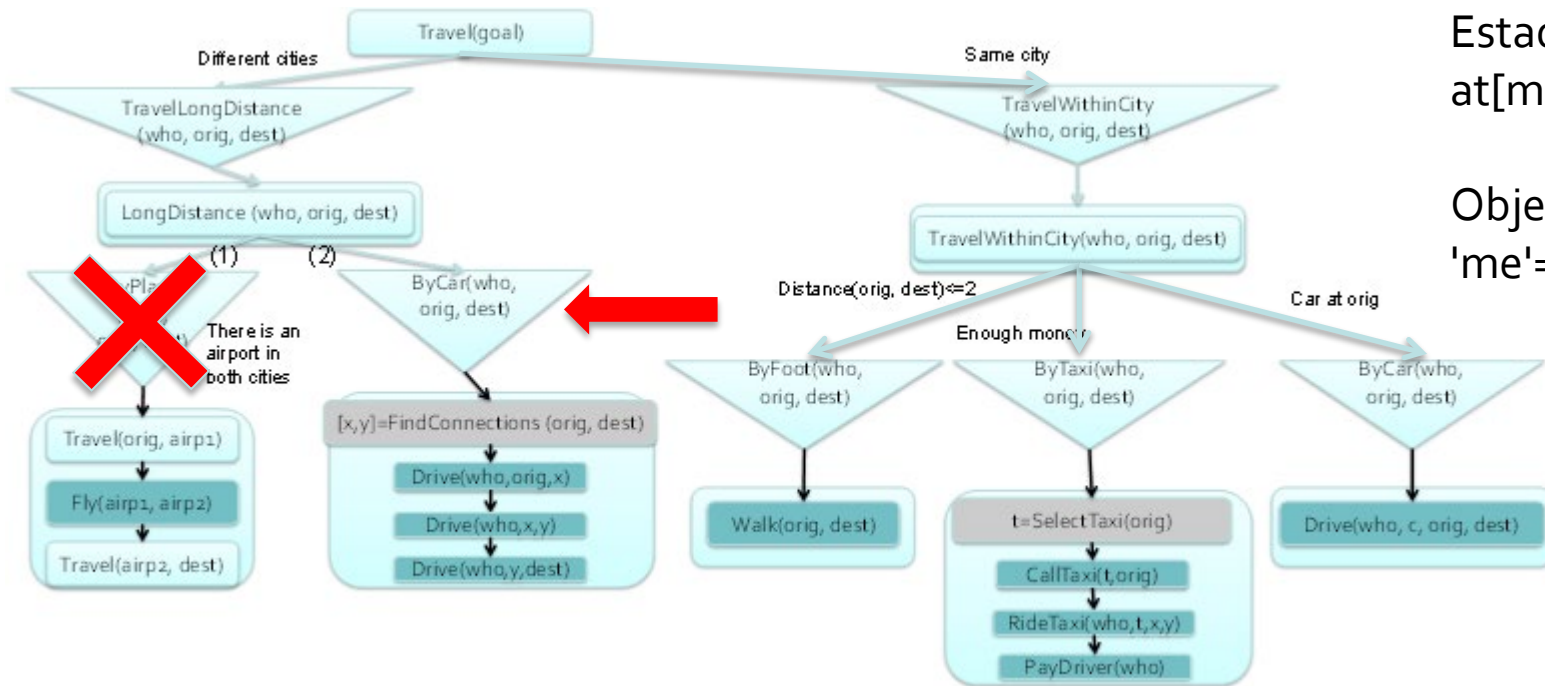 Travel(goal)
Different cities
Same city
TravelLongDistance
(who, orig, dest)
LongDistance (who, orig, dest)
(1)
(2)
There is an
airport in
both cities
Travel(orig, airp1)
Fly(airp1, airp2)
Travel(airp2, dest)
ByCar(who,
orig, dest)
[x,y]=FindConnections (orig, dest)
Drive(who,orig,x)
Drive(who,x,y)
Drive(who,y,dest)
TravelWithinCity
(who, orig, dest)
TravelWithinCity(who, orig, dest)
Distance(orig, dest)<=2
Enough money
Car at orig
ByFoot(who,
orig, dest)
Walk(orig, dest)
ByTaxi(who,
orig, dest)
t=SelectTaxi(orig)
CallTaxi(t,orig)
RideTaxi(who,t,x,y)
PayDriver(who)
ByCar(who,
orig, dest)
Drive(who, c, orig, dest)
at[m
'me'=